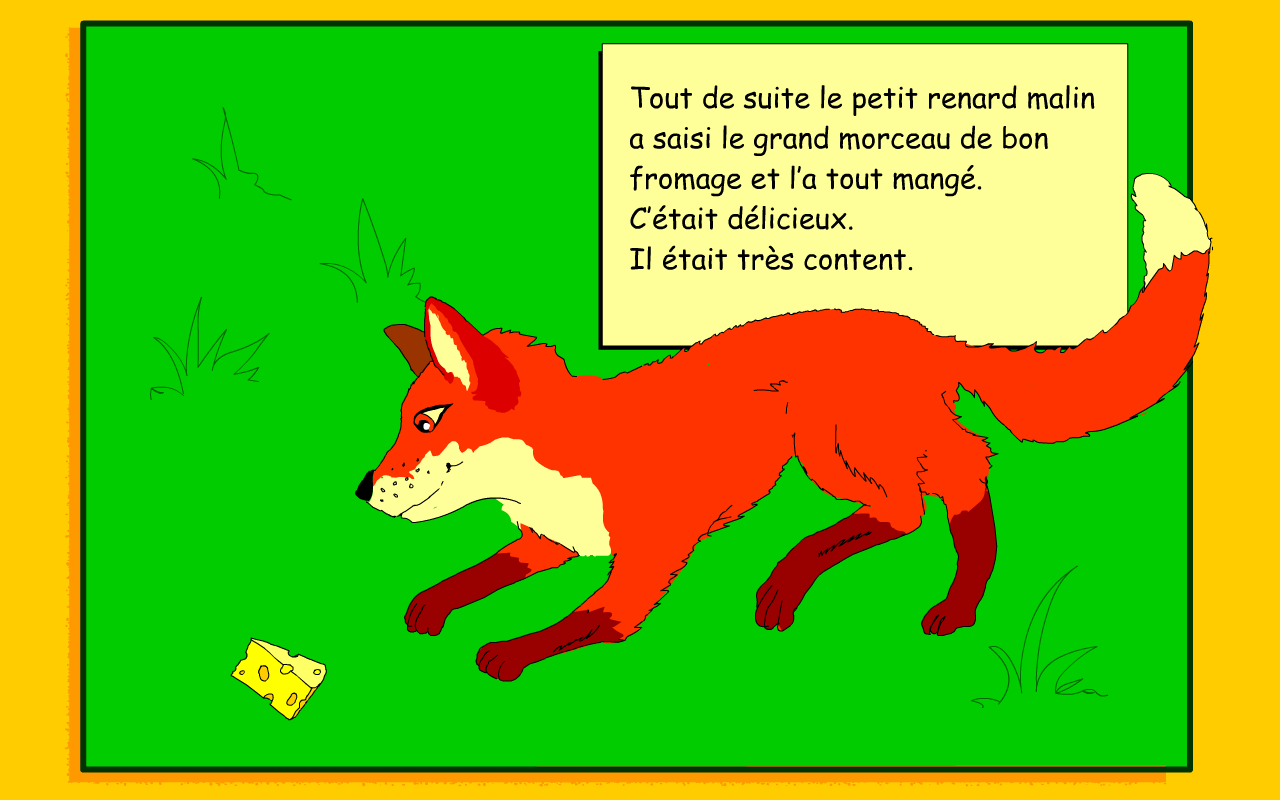 Tout de suite le petit renard malin
a saisi le grand morceau de bon
fromage et l'a tout mangé.
C'était délicieux.
Il était très content.